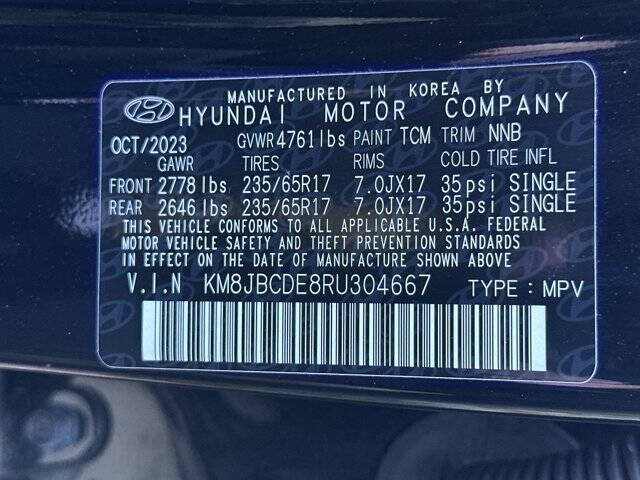 MANUFACTURED IN KOREA BY
HYUNDAI MOTOR COMPANY
OCT/2023 GVWR 4761lbs PAINT TCM TRIM NNB
GAWR TIRES RIMS COLD TIRE INFL
FRONT 2778 lbs 235/65R17 7.0JX17 35psi SINGLE
REAR 2646 lbs 235/65R17 7.0JX17 35psi SINGLE
THIS VEHICLE CONFORMS TO ALL APPLICABLE U.S.A. FEDERAL
MOTOR VEHICLE SAFETY AND THEFT PREVENTION STANDARDS
IN EFFECT ON THE DATE OF MANUFACTURE SHOWN ABOVE
V.I.N KM8JBCDE8RU304667 TYPE : MPV